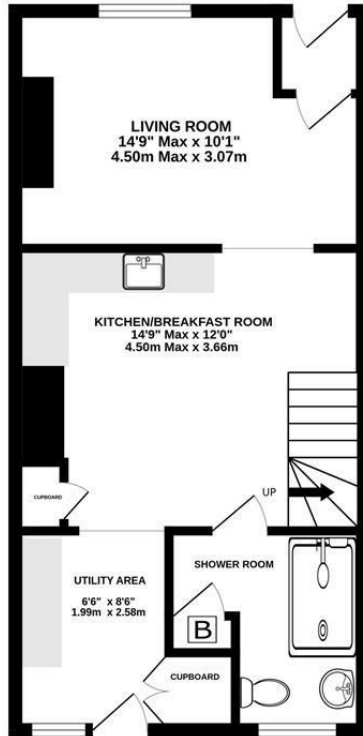 LIVING ROOM
14'9" Max x 10'1"
4.50m Max x 3.07m
KITCHEN/BREAKFAST ROOM
14'9" Max x 12'0"
4.50m Max x 3.66m
CUPBOARD
UP
UTILITY AREA
6'6" x 8'6"
1.99m x 2.58m
SHOWER ROOM
B
CUPBOARD